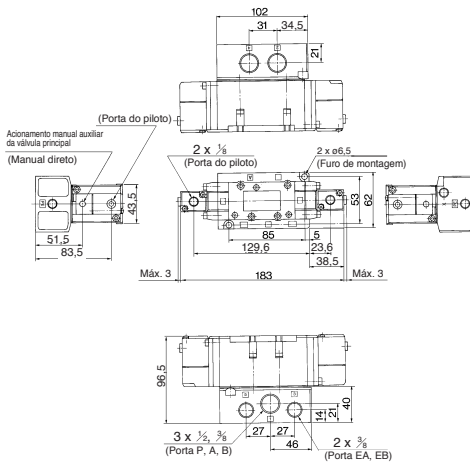 102
31
34,5
21
Acionamento manual auxiliar
da válvula principal
(Manual direto)
(Porta do piloto)
2 x ⅛
(Porta do piloto)
2 x ø6,5
(Furo de montagem)
43,5
51,5
83,5
53
62
85
5
129,6
23,6
38,5
Máx. 3
183
Máx. 3
96,5
14
21
40
27
27
46
3 x ½, ⅜
(Porta P, A, B)
2 x ⅜
(Porta EA, EB)